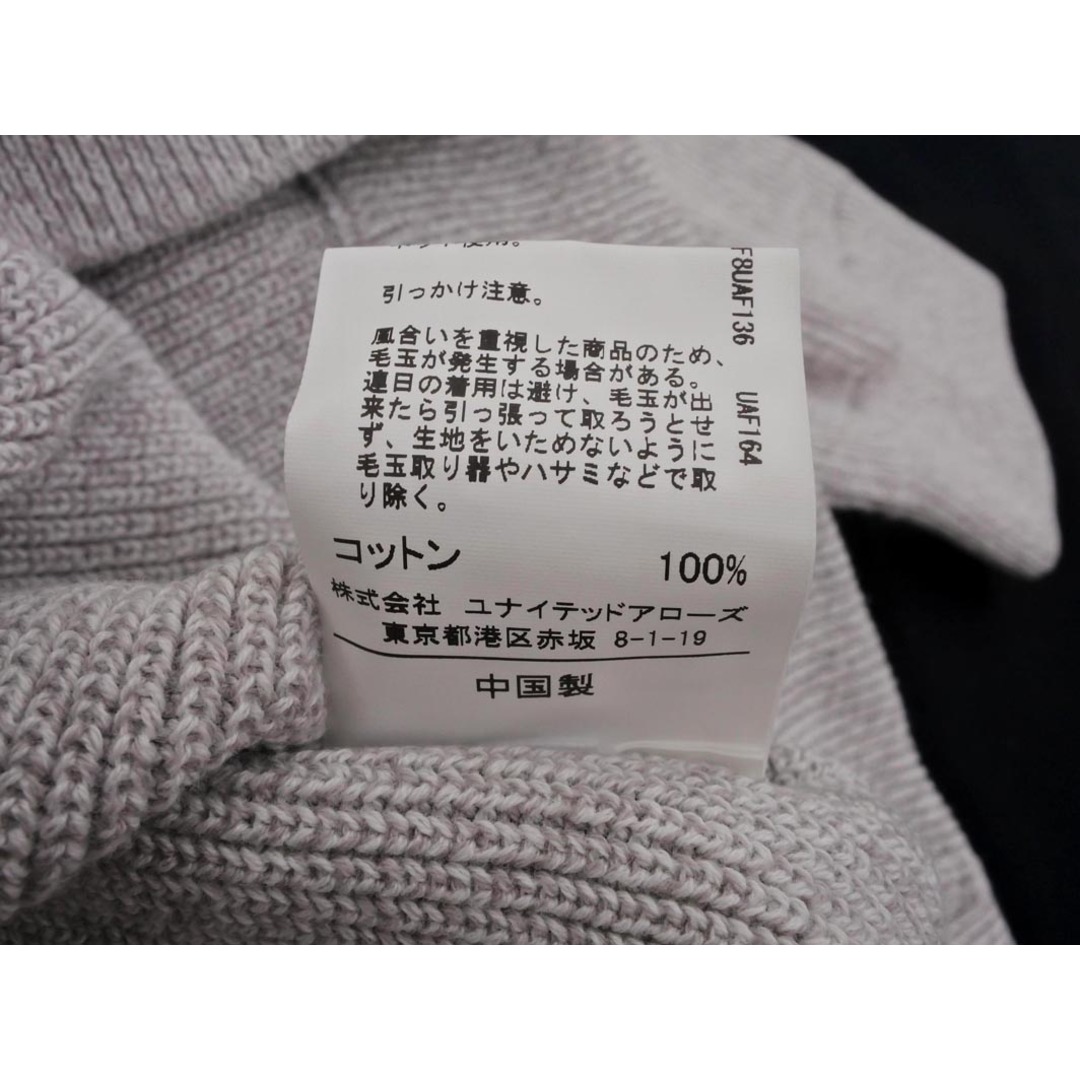 使用。
引っかけ注意。
風合いを重視した商品のため、
毛玉が発生する場合がある。
連日の着用は避け、毛玉が出
来たら引っ張って取ろうとせ
ず、生地をいためないように
毛玉取り器やハサミなどで取
り除く。
コットン 100%
株式会社 ユナイテッドアローズ
東京都港区赤坂 8-1-19
中国製
F8UAF136 UAF164